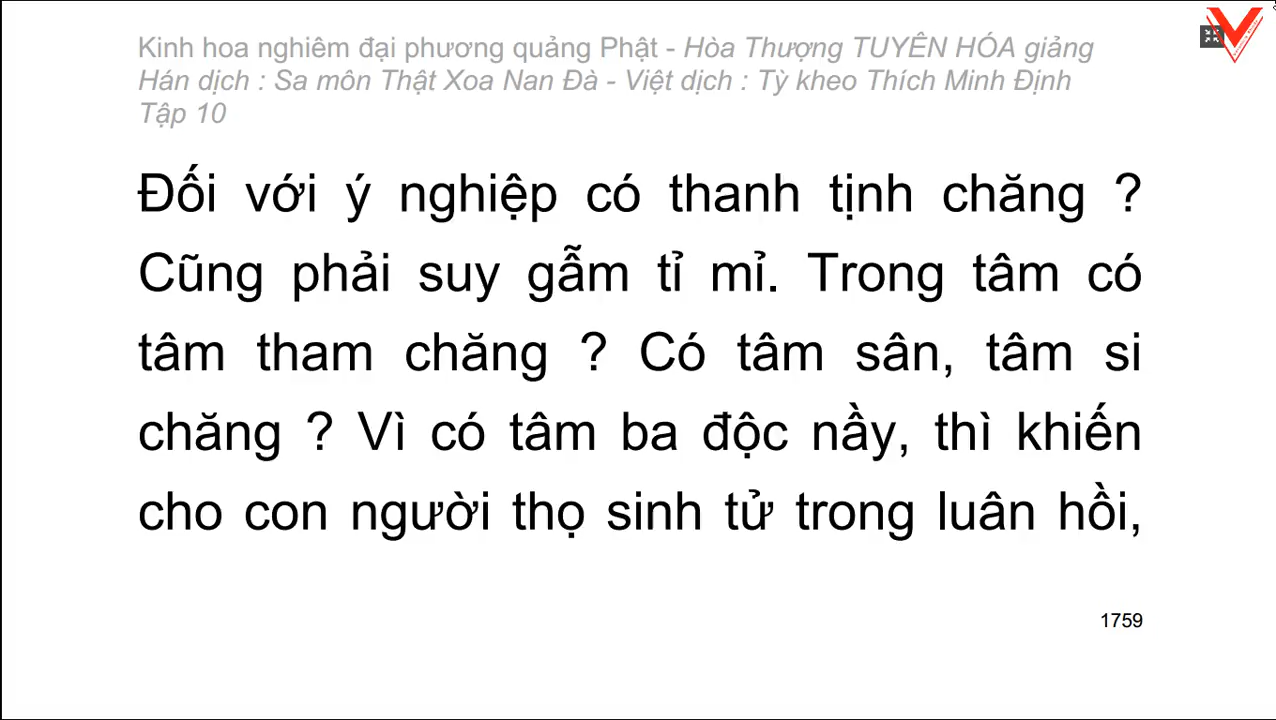 Kinh hoa nghiêm đại phương quảng Phật - Hòa Thượng TUYÊN HÓA giảng
Hán dịch : Sa môn Thật Xoa Nan Đà - Việt dịch : Tỳ kheo Thích Minh Định
Tập 10
Đối với ý nghiệp có thanh tịnh chăng ?
Cũng phải suy gẫm tỉ mỉ. Trong tâm có
tâm tham chăng ? Có tâm sân, tâm si
chăng ? Vì có tâm ba độc nầy, thì khiến
cho con người thọ sinh tử trong luân hồi,
1759